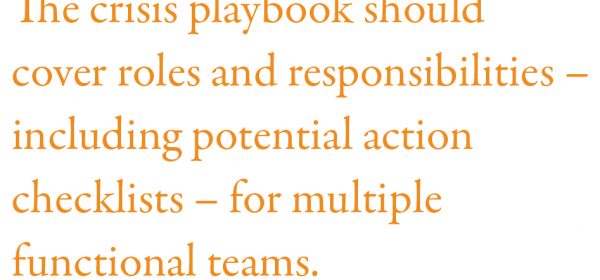 The crisis playbook should
cover roles and responsibilities –
including potential action
checklists – for multiple
functional teams.